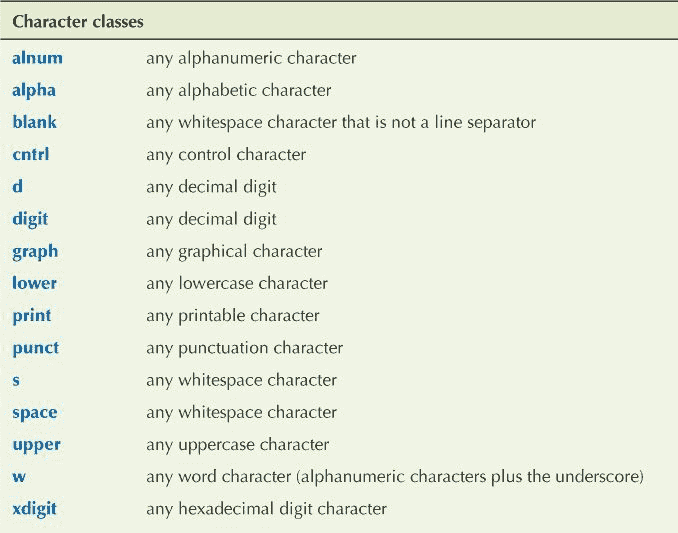 Character classes
alnum any alphanumeric character
alpha any alphabetic character
blank any whitespace character that is not a line separator
cntrl any control character
d any decimal digit
digit any decimal digit
graph any graphical character
lower any lowercase character
print any printable character
punct any punctuation character
s any whitespace character
space any whitespace character
upper any uppercase character
w any word character (alphanumeric characters plus the underscore)
xdigit any hexadecimal digit character